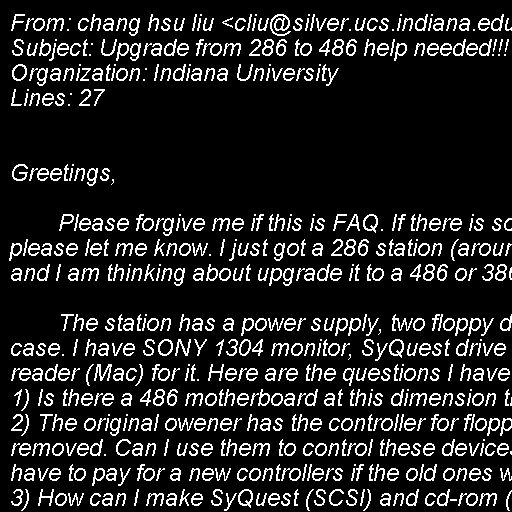 From: chang hsu liu <cliu@silver.ucs.indiana.edu
Subject: Upgrade from 286 to 486 help needed!!!
Organization: Indiana University
Lines: 27
Greetings,
Please forgive me if this is FAQ. If there is
please let me know. I just got a 286 station
and I am thinking about upgrade it to a 486 or
The station has a power supply, two floppy
case. I have SONY 1304 monitor, SyQuest drive
reader (Mac) for it. Here are the questions I have
1) Is there a 486 motherboard at this dimension
2) The original owener has the controller for
removed. Can I use them to control these
have to pay for a new controllers if the old ones
3) How can I make SyQuest (SCSI) and cd-rom (